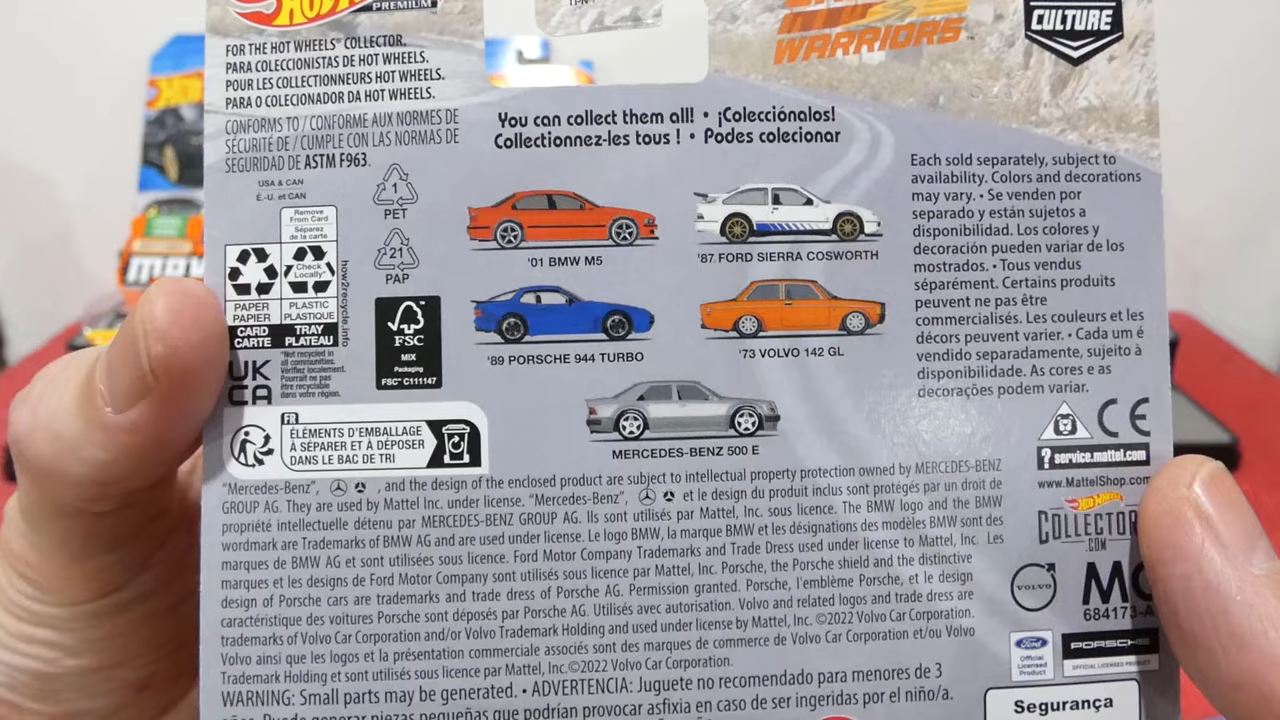 HOT WHEELS
PREMIUM™
FOR THE HOT WHEELS® COLLECTOR.
PARA COLECCIONISTAS DE HOT WHEELS.
POUR LES COLLECTIONNEURS HOT WHEELS.
PARA O COLECIONADOR DA HOT WHEELS.
CONFORMS TO / CONFORME AUX NORMES DE
SÉCURITÉ DE / CUMPLE CON LAS NORMAS DE
SEGURIDAD DE ASTM F963.
USA & CAN
É.-U. et CAN
Remove
From Card
Séparez
de la carte
Check
Locally*
PAPER
PAPIER
PLASTIC
PLASTIQUE
CARD
CARTE
TRAY
PLATEAU
how2recycle.info
*Not recycled in
all communities.
Vérifiez localement.
Pourrait ne pas
être recyclable
dans votre région.
UK
CA
1
PET
21
PAP
FSC
MIX
Packaging
FSC® C111147
FR
ÉLÉMENTS D'EMBALLAGE
À SÉPARER ET À DÉPOSER
DANS LE BAC DE TRI
WARRIORS™
CULTURE
You can collect them all! • ¡Colecciónalos!
Collectionnez-les tous ! • Podes colecionar
'01 BMW M5
'87 FORD SIERRA COSWORTH
'89 PORSCHE 944 TURBO
'73 VOLVO 142 GL
MERCEDES-BENZ 500 E
Each sold separately, subject to
availability. Colors and decorations
may vary. • Se venden por
separado y están sujetos a
disponibilidad. Los colores y
decoración pueden variar de los
mostrados. • Tous vendus
séparément. Certains produits
peuvent ne pas être
commercialisés. Les couleurs et les
décors peuvent varier. • Cada um é
vendido separadamente, sujeito à
disponibilidade. As cores e as
decorações podem variar.
CE
? service.mattel.com
www.MattelShop.com
HOT WHEELS
COLLECTOR
.COM
VOLVO
MC
684173-A
Ford
Official
Licensed
Product
PORSCHE
OFFICIAL LICENSED PRODUCT
Segurança
"Mercedes-Benz", , and the design of the enclosed product are subject to intellectual property protection owned by MERCEDES-BENZ
GROUP AG. They are used by Mattel Inc. under license. "Mercedes-Benz", et le design du produit inclus sont protégés par un droit de
propriété intellectuelle détenu par MERCEDES-BENZ GROUP AG. Ils sont utilisés par Mattel, Inc. sous licence. The BMW logo and the BMW
wordmark are Trademarks of BMW AG and are used under license. Le logo BMW, la marque BMW et les désignations des modèles BMW sont des
marques de BMW AG et sont utilisées sous licence. Ford Motor Company Trademarks and Trade Dress used under license to Mattel, Inc. Les
marques et les designs de Ford Motor Company sont utilisés sous licence par Mattel, Inc. Porsche, the Porsche shield and the distinctive
design of Porsche cars are trademarks and trade dress of Porsche AG. Permission granted. Porsche, l'emblème Porsche, et le design
caractéristique des voitures Porsche sont déposés par Porsche AG. Utilisés avec autorisation. Volvo and related logos and trade dress are
trademarks of Volvo Car Corporation and/or Volvo Trademark Holding and used under license by Mattel, Inc. ©2022 Volvo Car Corporation.
Volvo ainsi que les logos et la présentation commerciale associés sont des marques de commerce de Volvo Car Corporation et/ou Volvo
Trademark Holding et sont utilisés sous licence par Mattel, Inc.©2022 Volvo Car Corporation.
WARNING: Small parts may be generated. • ADVERTENCIA: Juguete no recomendado para menores de 3
años. Puede generar piezas pequeñas que podrían provocar asfixia en caso de ser ingeridas por el niño/a.